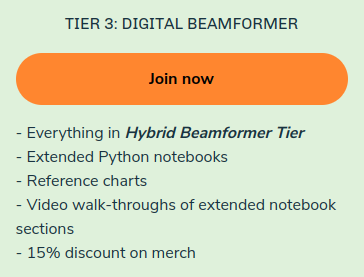 TIER 3: DIGITAL BEAMFORMER
Join now
- Everything in Hybrid Beamformer Tier
- Extended Python notebooks
- Reference charts
- Video walk-throughs of extended notebook
sections
- 15% discount on merch